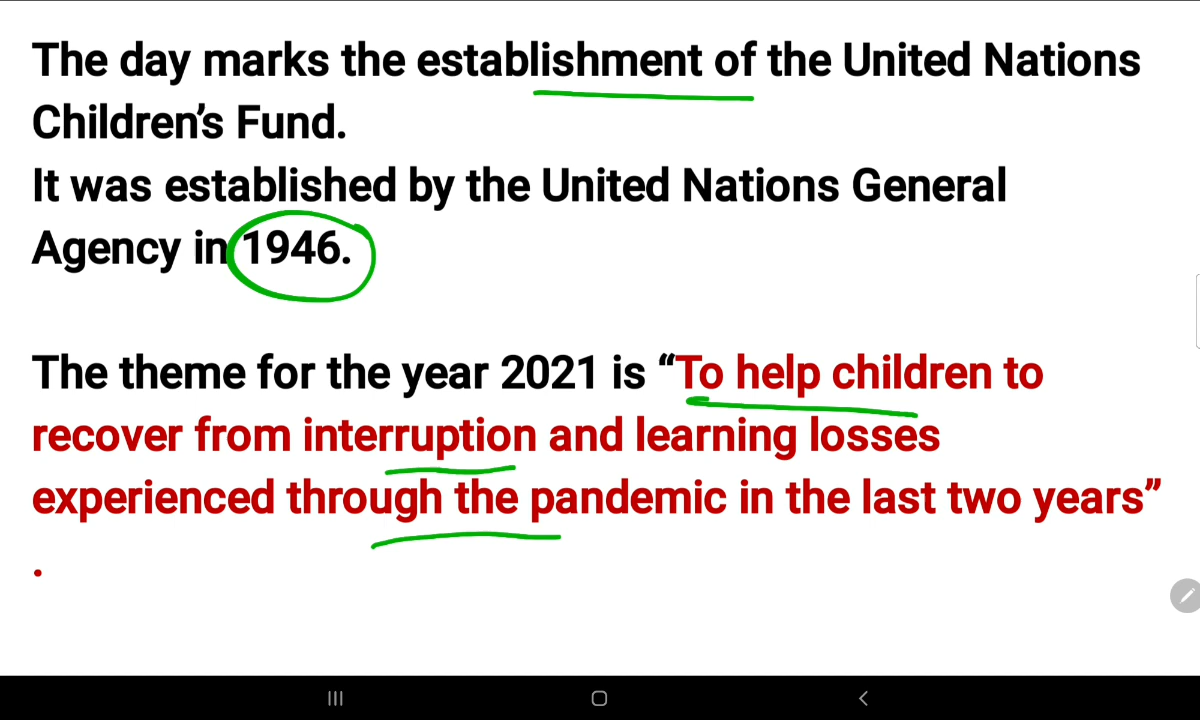 The day marks the establishment of the United Nations
Children’s Fund.
It was established by the United Nations General
Agency in 1946.
The theme for the year 2021 is “To help children to
recover from interruption and learning losses
experienced through the pandemic in the last two years”
.